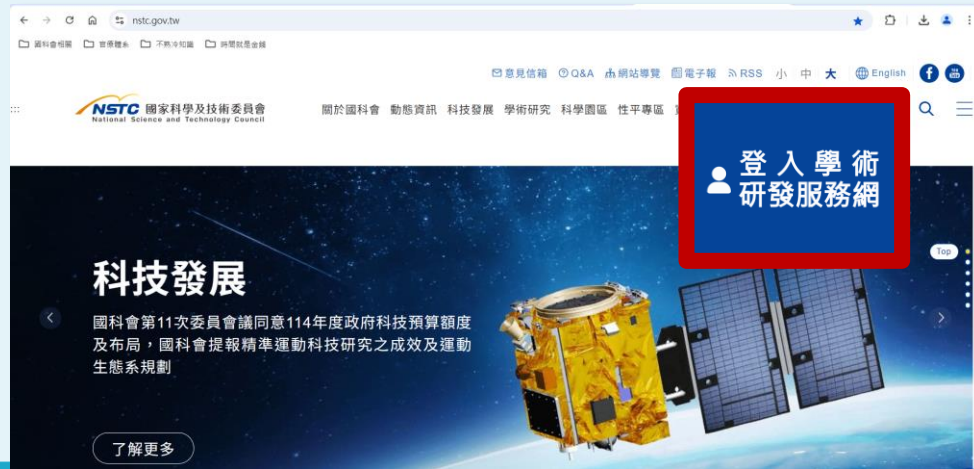 nstc.gov.tw
國科會相關 官僚體系 不熟冷知識 時間就是金錢
意見信箱 Q&A 網站導覽 電子報 RSS 小 中 大 English
NSTC 國家科學及技術委員會
National Science and Technology Council
關於國科會 動態資訊 科技發展 學術研究 科學園區 性平專區
登入學術
研發服務網
Top
科技發展
國科會第11次委員會議同意114年度政府科技預算額度
及布局，國科會提報精準運動科技研究之成效及運動
生態系規劃
了解更多